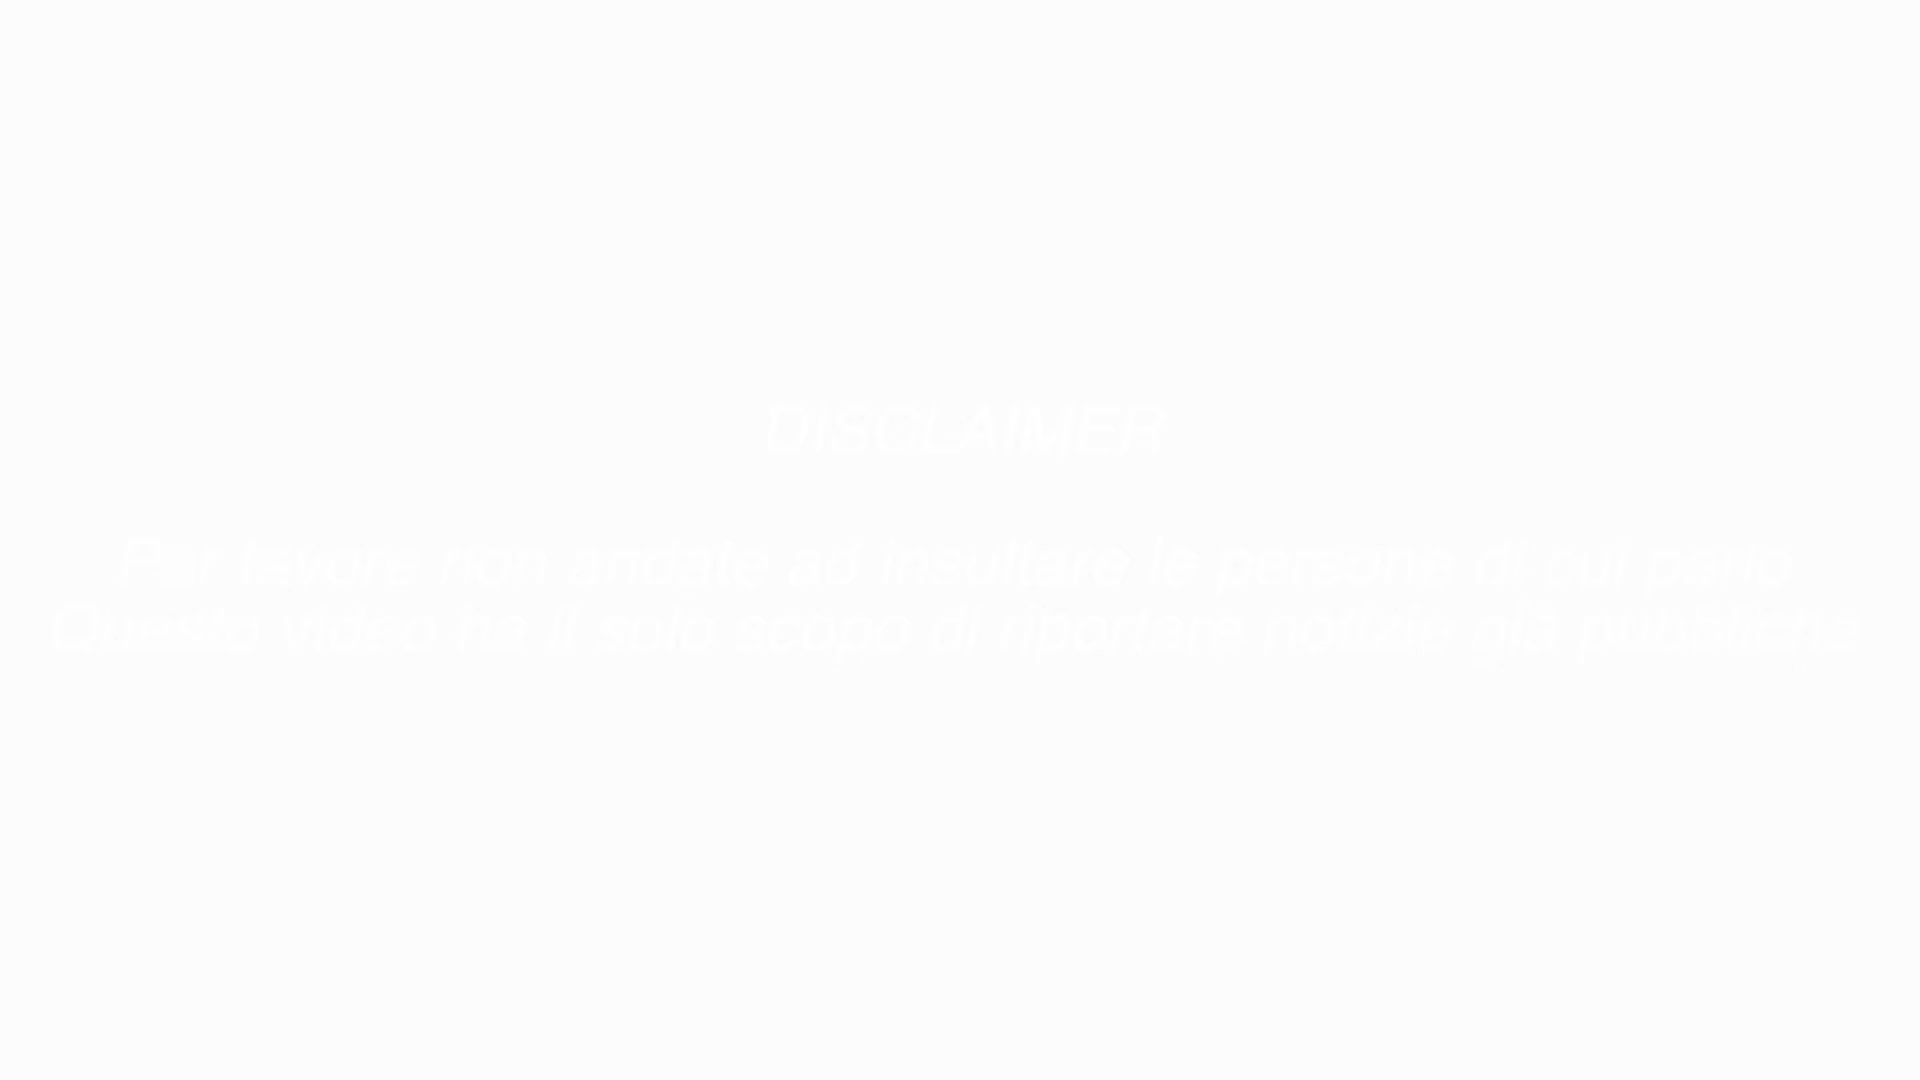 DISCLAIMER
Per favore non andate ad insultare le persone di cui parlo
Questo video ha il solo scopo di riportare notizie già pubbliche